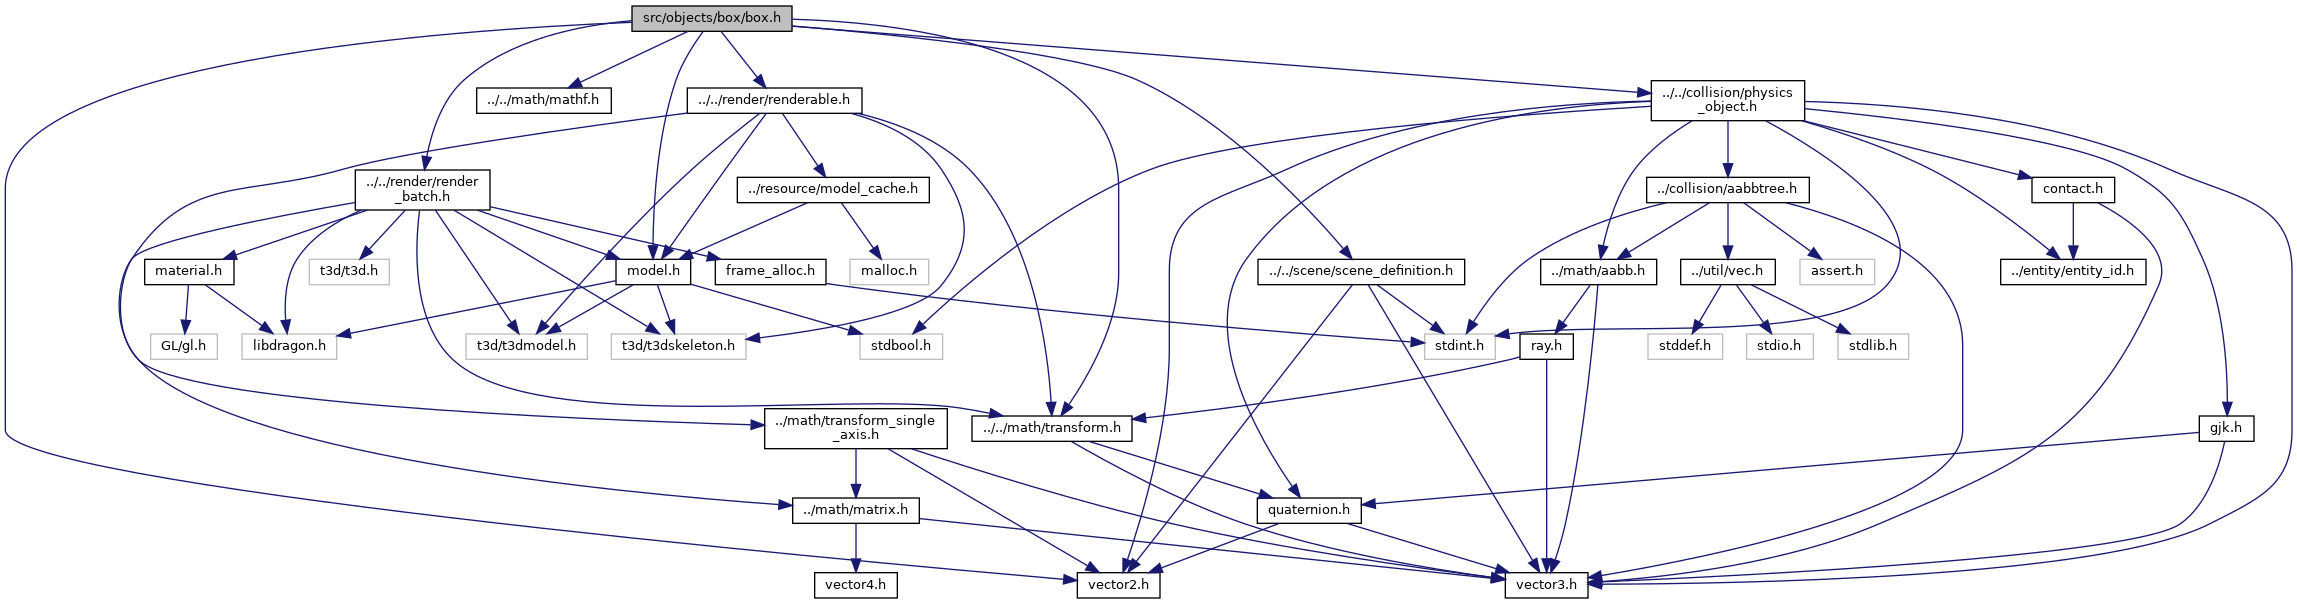 src/objects/box/box.h
../../math/mathf.h
../../render/renderable.h
../../collision/physics
_object.h
../../render/render
_batch.h
../resource/model_cache.h
../collision/aabbtree.h
contact.h
material.h
t3d/t3d.h
model.h
frame_alloc.h
malloc.h
../../scene/scene_definition.h
../math/aabb.h
../util/vec.h
assert.h
../entity/entity_id.h
GL/gl.h
libdragon.h
t3d/t3dmodel.h
t3d/t3dskeleton.h
stdbool.h
stdint.h
ray.h
stddef.h
stdio.h
stdlib.h
../math/transform_single
_axis.h
../../math/transform.h
gjk.h
../math/matrix.h
quaternion.h
vector4.h
vector2.h
vector3.h